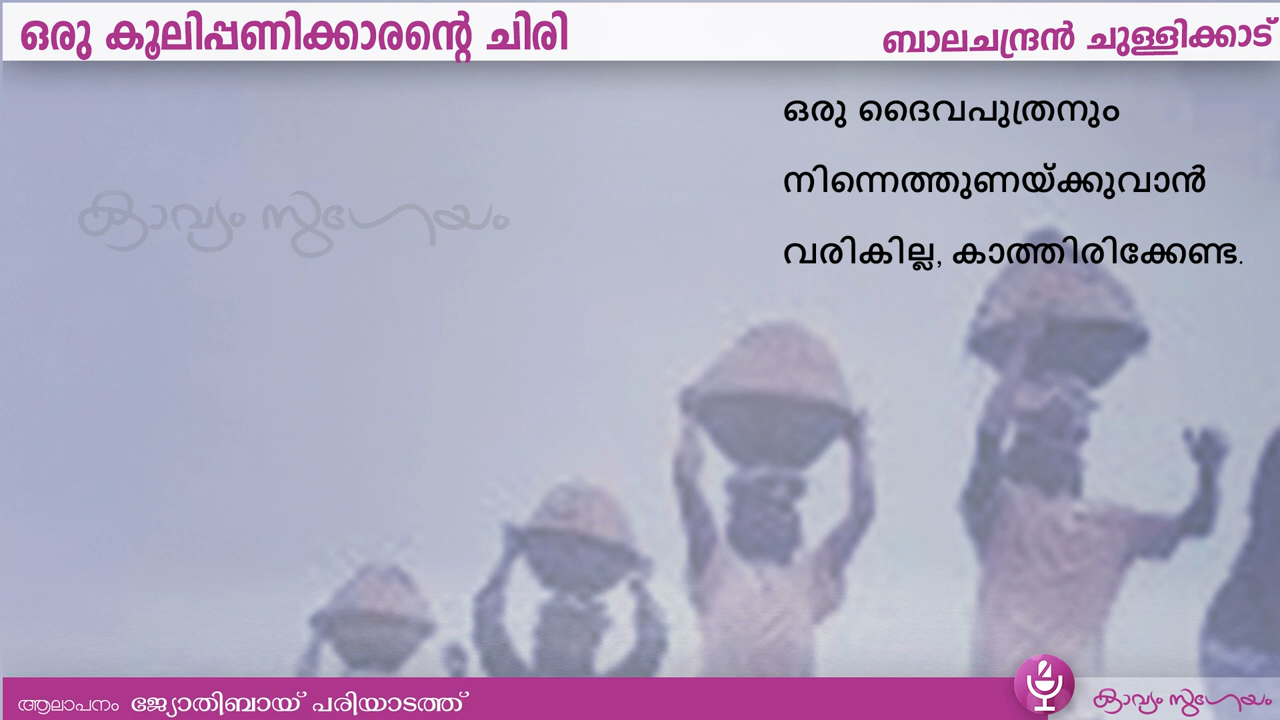 ഒരു കൂലിപ്പണിക്കാരന്റെ ചിരി
ബാലചന്ദ്രൻ ചുള്ളിക്കാട്
ഒരു ദൈവപുത്രനും
നിന്നെത്തുണയ്ക്കുവാൻ
വരികില്ല, കാത്തിരിക്കേണ്ട.
കാവ്യം സുഗേയം
ആലാപനം ജ്യോതിബായ് പരിയാടത്ത്
കാവ്യം സുഗേയം